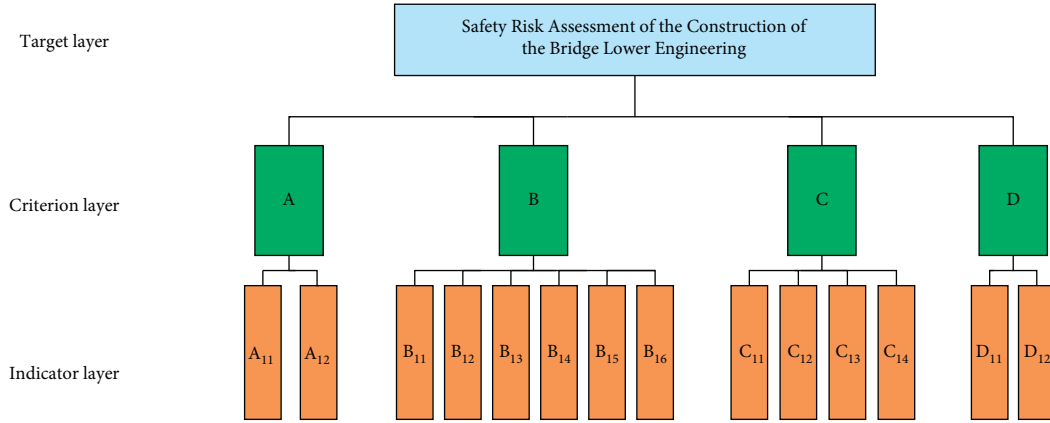 Target layer
Safety Risk Assessment of the Construction of
the Bridge Lower Engineering
Criterion layer
A
B
C
D
Indicator layer
A11
A12
B11
B12
B13
B14
B15
B16
C11
C12
C13
C14
D11
D12